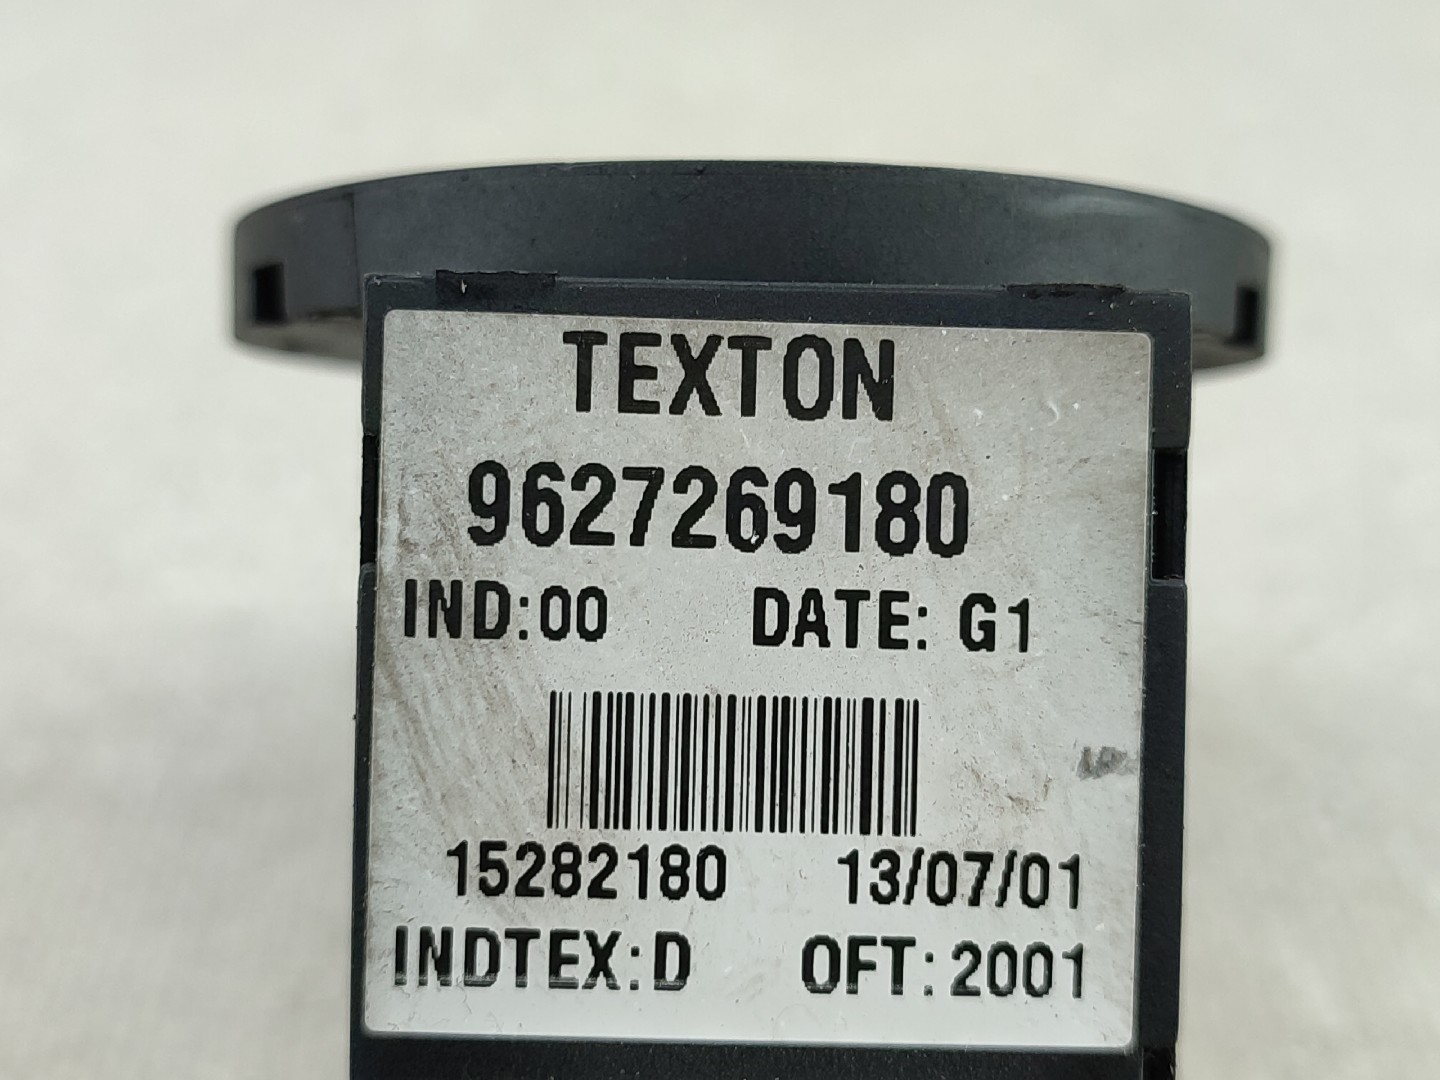 TEXTON
9627269180
IND:00 DATE: G1
15282180 13/07/01
INDTEX:D OFT:2001